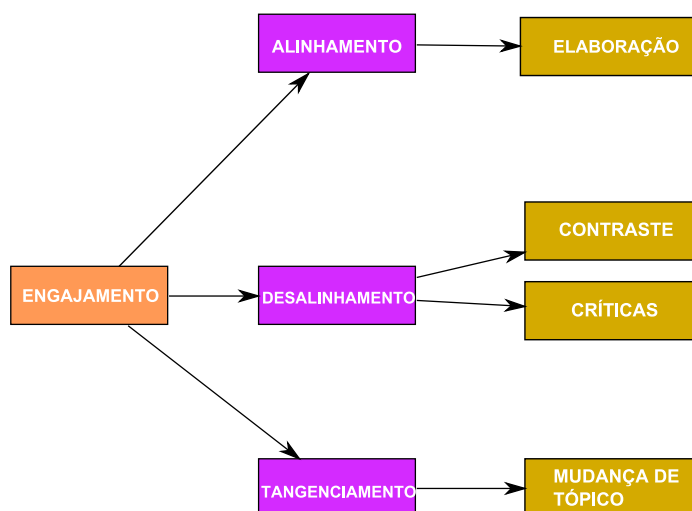 ALINHAMENTO
ELABORAÇÃO
CONTRASTE
ENGAJAMENTO
DESALINHAMENTO
CRÍTICAS
TANGENCIAMENTO
MUDANÇA DE
TÓPICO